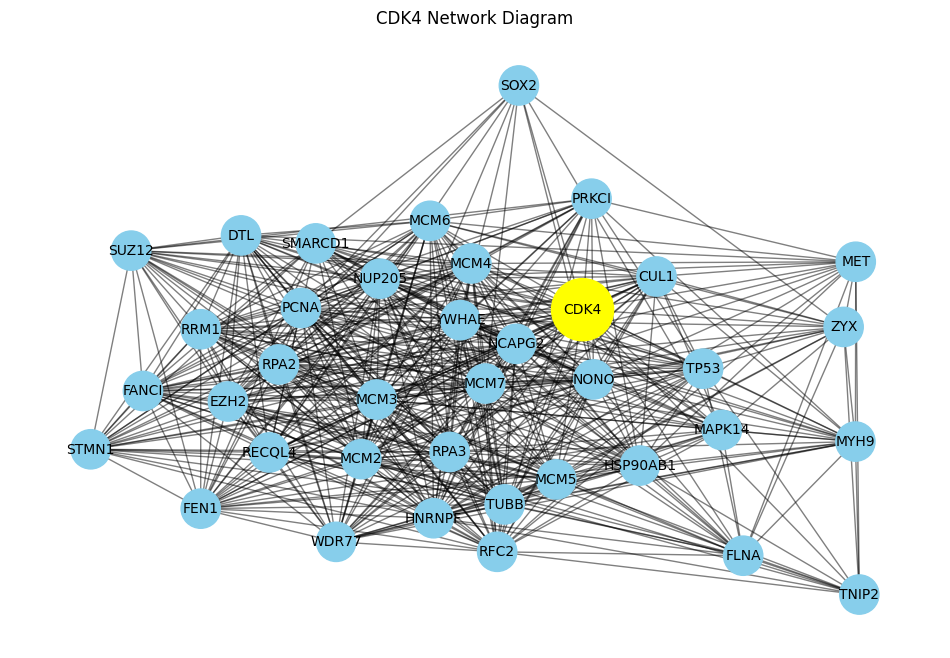 CDK4 Network Diagram
SOX2
PRKCI
MCM6
DTL
SMARCD1
SUZ12
MET
MCM4
CUL1
NUP205
PCNA
CDK4
YWHAE
ZYX
RRM1
NCAPG2
RPA2
TP53
NONO
MCM7
FANCI
EZH2
MCM3
MAPK14
MYH9
STMN1
RECQL4
RPA3
MCM2
HSP90AB1
MCM5
TUBB
FEN1
WDR77
RFC2
FLNA
TNIP2